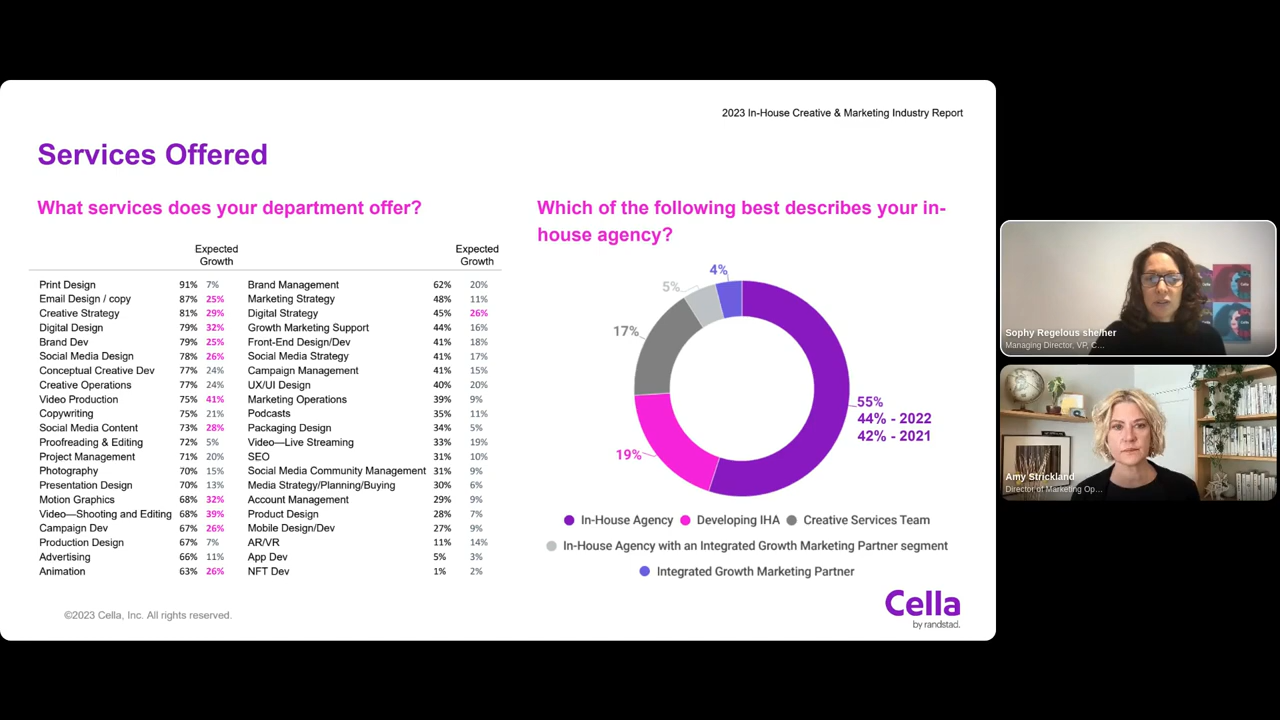 2023 In-House Creative & Marketing Industry Report
Services Offered
What services does your department offer?
Expected Growth
Expected Growth
Print Design 91% 7% Brand Management 62% 20%
Email Design / copy 87% 25% Marketing Strategy 48% 11%
Creative Strategy 81% 29% Digital Strategy 45% 26%
Digital Design 79% 32% Growth Marketing Support 44% 16%
Brand Dev 79% 25% Front-End Design/Dev 41% 18%
Social Media Design 78% 26% Social Media Strategy 41% 17%
Conceptual Creative Dev 77% 24% Campaign Management 41% 15%
Creative Operations 77% 24% UX/UI Design 40% 20%
Video Production 75% 41% Marketing Operations 39% 9%
Copywriting 75% 21% Podcasts 35% 11%
Social Media Content 73% 28% Packaging Design 34% 5%
Proofreading & Editing 72% 5% Video—Live Streaming 33% 19%
Project Management 71% 20% SEO 31% 10%
Photography 70% 15% Social Media Community Management 31% 9%
Presentation Design 70% 13% Media Strategy/Planning/Buying 30% 6%
Motion Graphics 68% 32% Account Management 29% 9%
Video—Shooting and Editing 68% 39% Product Design 28% 7%
Campaign Dev 67% 26% Mobile Design/Dev 27% 9%
Production Design 67% 7% AR/VR 11% 14%
Advertising 66% 11% App Dev 5% 3%
Animation 63% 26% NFT Dev 1% 2%
Which of the following best describes your in-
house agency?
4%
5%
17%
55%
44% - 2022
42% - 2021
19%
In-House Agency Developing IHA Creative Services Team
In-House Agency with an Integrated Growth Marketing Partner segment
Integrated Growth Marketing Partner
©2023 Cella, Inc. All rights reserved.
Cella
by randstad.
Sophy Regelous she/her
Managing Director, VP, C...
Amy Strickland
Director of Marketing Op...